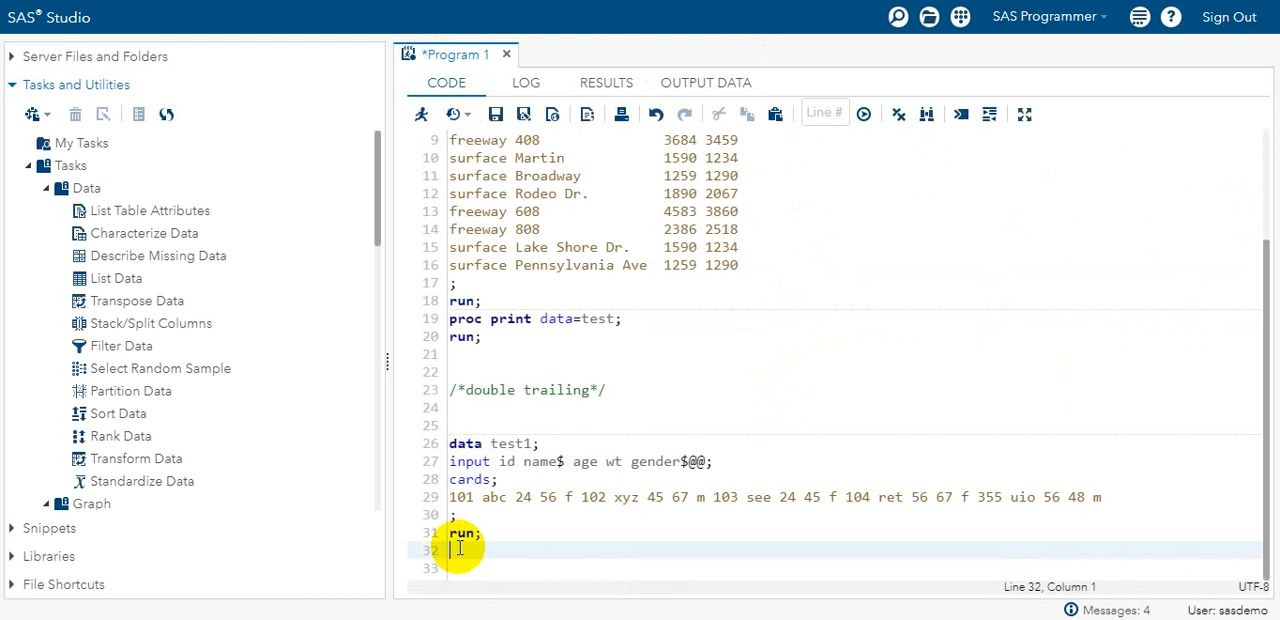 SAS® Studio
SAS Programmer
Sign Out
Server Files and Folders
Tasks and Utilities
My Tasks
Tasks
Data
List Table Attributes
Characterize Data
Describe Missing Data
List Data
Transpose Data
Stack/Split Columns
Filter Data
Select Random Sample
Partition Data
Sort Data
Rank Data
Transform Data
Standardize Data
Graph
Snippets
Libraries
File Shortcuts
*Program 1
CODE LOG RESULTS OUTPUT DATA
Line #
9 freeway 408 3684 3459
10 surface Martin 1590 1234
11 surface Broadway 1259 1290
12 surface Rodeo Dr. 1890 2067
13 freeway 608 4583 3860
14 freeway 808 2386 2518
15 surface Lake Shore Dr. 1590 1234
16 surface Pennsylvania Ave 1259 1290
17 ;
18 run;
19 proc print data=test;
20 run;
21
22
23 /*double trailing*/
24
25
26 data test1;
27 input id name$ age wt gender$@@;
28 cards;
29 101 abc 24 56 f 102 xyz 45 67 m 103 see 24 45 f 104 ret 56 67 f 355 uio 56 48 m
30 ;
31 run;
32
33
Line 32, Column 1
UTF-8
Messages: 4
User: sasdemo